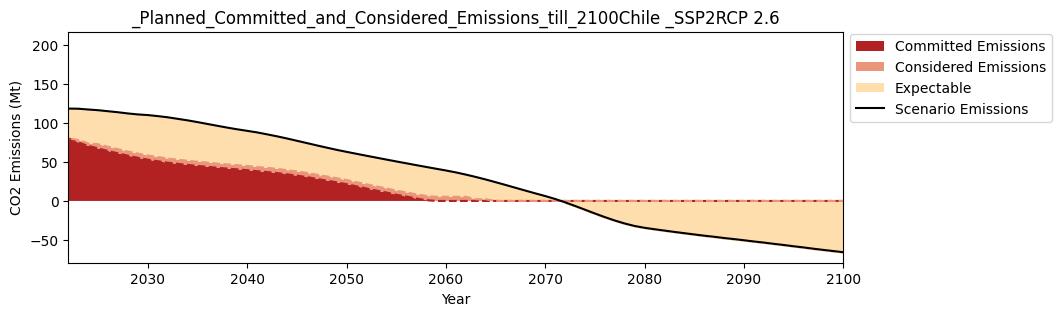 _Planned_Committed_and_Considered_Emissions_till_2100Chile _SSP2RCP 2.6
CO2 Emissions (Mt)
200
150
100
50
0
−50
2030 2040 2050 2060 2070 2080 2090 2100
Year
Committed Emissions
Considered Emissions
Expectable
Scenario Emissions